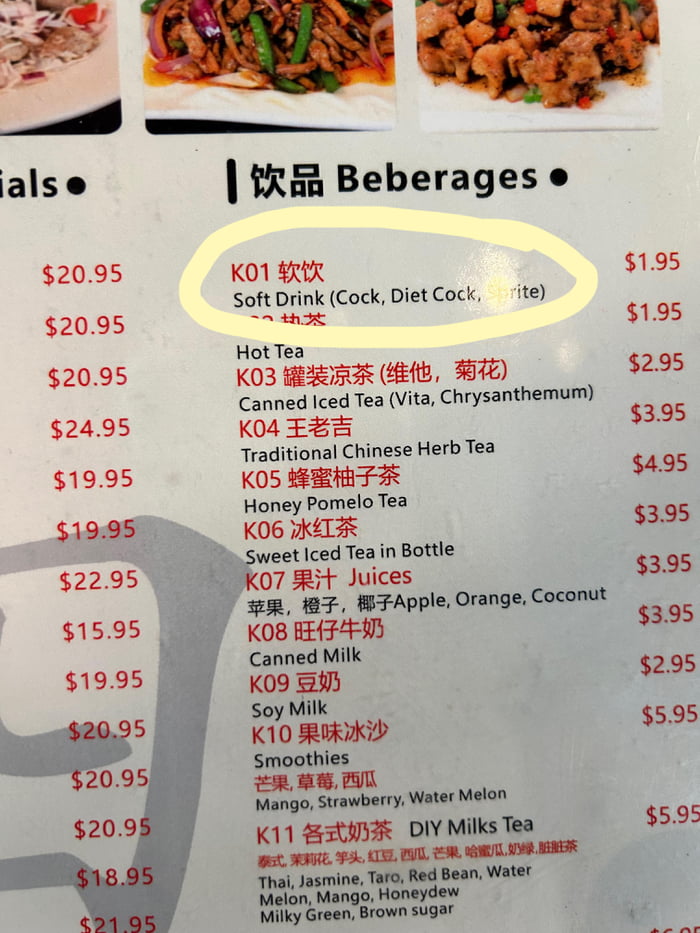 ials●
$20.95
$20.95
$20.95
$24.95
$19.95
$19.95
$22.95
$15.95
$19.95
$20.95
$20.95
$20.95
$18.95
$21.95
饮品 Beberages ●
K01 软饮 $1.95
Soft Drink (Cock, Diet Cock, Sprite)
K02 热茶 $1.95
Hot Tea
K03 罐装凉茶 (维他，菊花) $2.95
Canned Iced Tea (Vita, Chrysanthemum)
K04 王老吉 $3.95
Traditional Chinese Herb Tea
K05 蜂蜜柚子茶 $4.95
Honey Pomelo Tea
K06 冰红茶 $3.95
Sweet Iced Tea in Bottle
K07 果汁 Juices $3.95
苹果，橙子，椰子Apple, Orange, Coconut
K08 旺仔牛奶 $3.95
Canned Milk
K09 豆奶 $2.95
Soy Milk
K10 果味冰沙 $5.95
Smoothies
芒果, 草莓, 西瓜
Mango, Strawberry, Water Melon
K11 各式奶茶 DIY Milks Tea $5.95
泰式, 茉莉花, 芋头, 红豆, 西瓜, 芒果, 哈蜜瓜, 奶绿, 脏脏茶
Thai, Jasmine, Taro, Red Bean, Water
Melon, Mango, Honeydew
Milky Green, Brown sugar